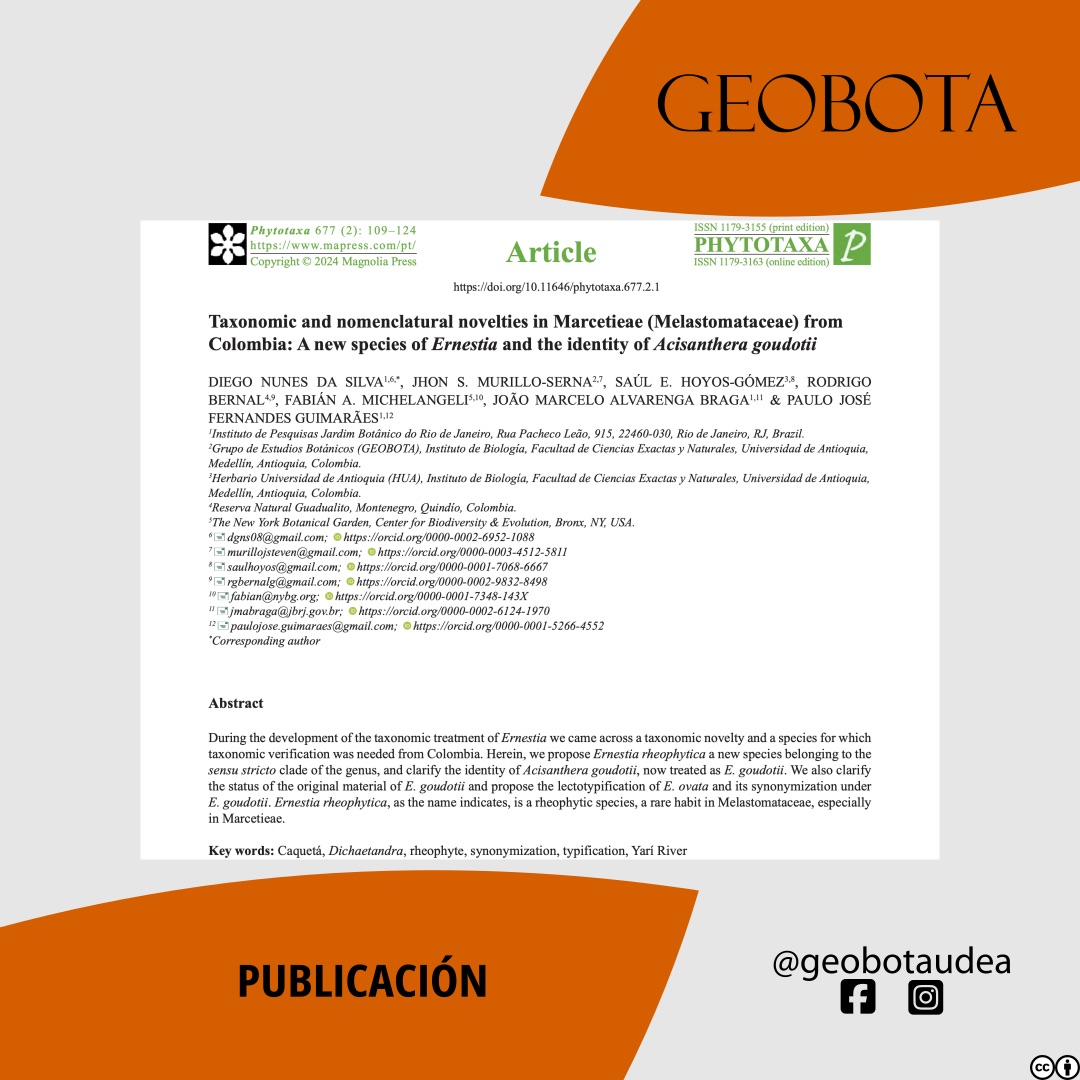 GEOBOTA
Phytotaxa 677 (2): 109–124
https://www.mapress.com/pt/
Copyright © 2024 Magnolia Press
Article
ISSN 1179-3155 (print edition)
PHYTOTAXA
ISSN 1179-3163 (online edition)
P
https://doi.org/10.11646/phytotaxa.677.2.1
Taxonomic and nomenclatural novelties in Marcetieae (Melastomataceae) from
Colombia: A new species of Ernestia and the identity of Acisanthera goudotii
DIEGO NUNES DA SILVA1,6,*, JHON S. MURILLO-SERNA2,7, SAÚL E. HOYOS-GÓMEZ3,8, RODRIGO
BERNAL4,9, FABIÁN A. MICHELANGELI5,10, JOÃO MARCELO ALVARENGA BRAGA1,11 & PAULO JOSÉ
FERNANDES GUIMARÃES1,12
1Instituto de Pesquisas Jardim Botânico do Rio de Janeiro, Rua Pacheco Leão, 915, 22460-030, Rio de Janeiro, RJ, Brazil.
2Grupo de Estudios Botánicos (GEOBOTA), Instituto de Biología, Facultad de Ciencias Exactas y Naturales, Universidad de Antioquia,
Medellín, Antioquia, Colombia.
3Herbario Universidad de Antioquia (HUA), Instituto de Biología, Facultad de Ciencias Exactas y Naturales, Universidad de Antioquia,
Medellín, Antioquia, Colombia.
4Reserva Natural Guadualito, Montenegro, Quindío, Colombia.
5The New York Botanical Garden, Center for Biodiversity & Evolution, Bronx, NY, USA.
6 dgns08@gmail.com; https://orcid.org/0000-0002-6952-1088
7 murillojsteven@gmail.com; https://orcid.org/0000-0003-4512-5811
8 saulhoyos@gmail.com; https://orcid.org/0000-0001-7068-6667
9 rgbernalg@gmail.com; https://orcid.org/0000-0002-9832-8498
10 fabian@nybg.org; https://orcid.org/0000-0001-7348-143X
11 jmabraga@jbrj.gov.br; https://orcid.org/0000-0002-6124-1970
12 paulojose.guimaraes@gmail.com; https://orcid.org/0000-0001-5266-4552
*Corresponding author
Abstract
During the development of the taxonomic treatment of Ernestia we came across a taxonomic novelty and a species for which
taxonomic verification was needed from Colombia. Herein, we propose Ernestia rheophytica a new species belonging to the
sensu stricto clade of the genus, and clarify the identity of Acisanthera goudotii, now treated as E. goudotii. We also clarify
the status of the original material of E. goudotii and propose the lectotypification of E. ovata and its synonymization under
E. goudotii. Ernestia rheophytica, as the name indicates, is a rheophytic species, a rare habit in Melastomataceae, especially
in Marcetieae.
Key words: Caquetá, Dichaetandra, rheophyte, synonymization, typification, Yarí River
PUBLICACIÓN
@geobotaudea
cc